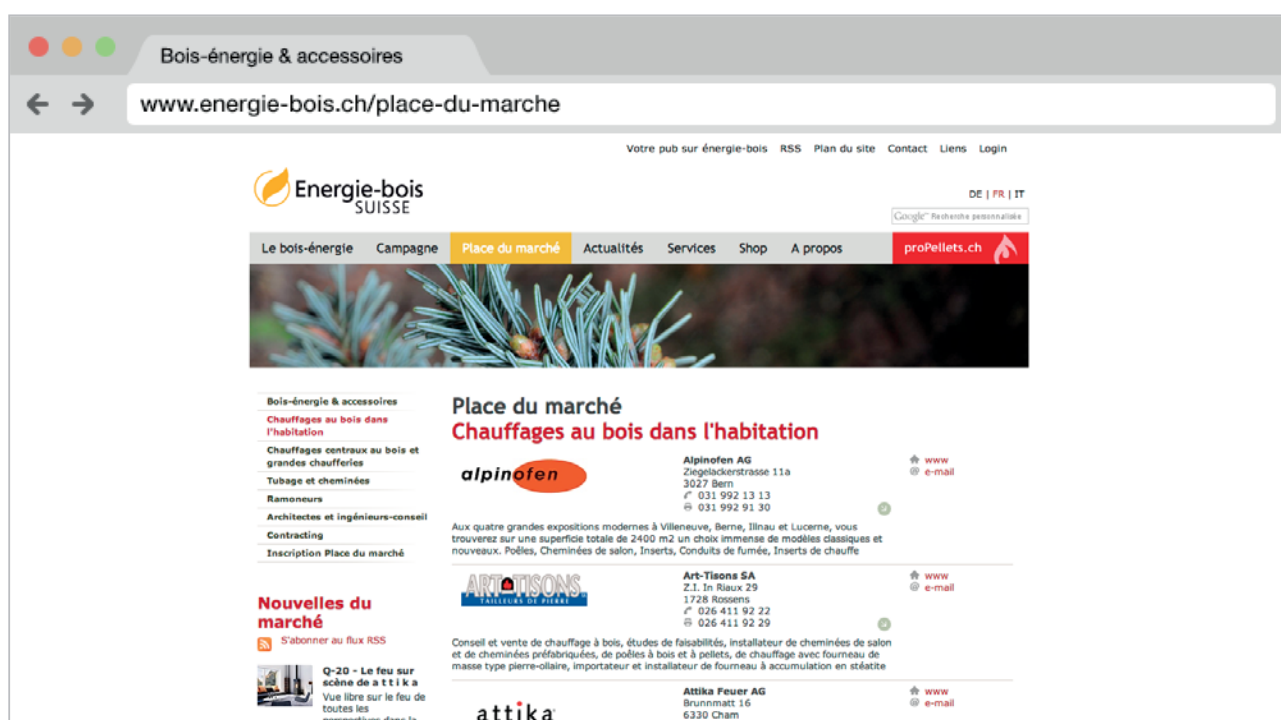 Bois-énergie & accessoires
www.energie-bois.ch/place-du-marche
Votre pub sur énergie-bois RSS Plan du site Contact Liens Login
Energie-bois
SUISSE
DE | FR | IT
Google™ Recherche personnalisée
Le bois-énergie Campagne Place du marché Actualités Services Shop A propos proPellets.ch
Bois-énergie & accessoires
Chauffages au bois dans
l'habitation
Chauffages centraux au bois et
grandes chaufferies
Tubage et cheminées
Ramoneurs
Architectes et ingénieurs-conseil
Contracting
Inscription Place du marché
Nouvelles du
marché
S'abonner au flux RSS
Q-20 - Le feu sur
scène de a t t i k a
Vue libre sur le feu de
toutes les
perspectives dans la
Place du marché
Chauffages au bois dans l'habitation
alpinofen
Alpinofen AG
Ziegelackerstrasse 11a
3027 Bern
031 992 13 13
031 992 91 30
www
@ e-mail
Aux quatre grandes expositions modernes à Villeneuve, Berne, Illnau et Lucerne, vous
trouverez sur une superficie totale de 2400 m2 un choix immense de modèles classiques et
nouveaux. Poêles, Cheminées de salon, Inserts, Conduits de fumée, Inserts de chauffe
ART TISONS
TAILLEURS DE PIERRE
Art-Tisons SA
Z.I. In Riaux 29
1728 Rossens
026 411 92 22
026 411 92 29
www
@ e-mail
Conseil et vente de chauffage à bois, études de faisabilités, installateur de cheminées de salon
et de cheminées préfabriquées, de poêles à bois et à pellets, de chauffage avec fourneau de
masse type pierre-ollaire, importateur et installateur de fourneau à accumulation en stéatite
attika
Attika Feuer AG
Brunnmatt 16
6330 Cham
www
@ e-mail